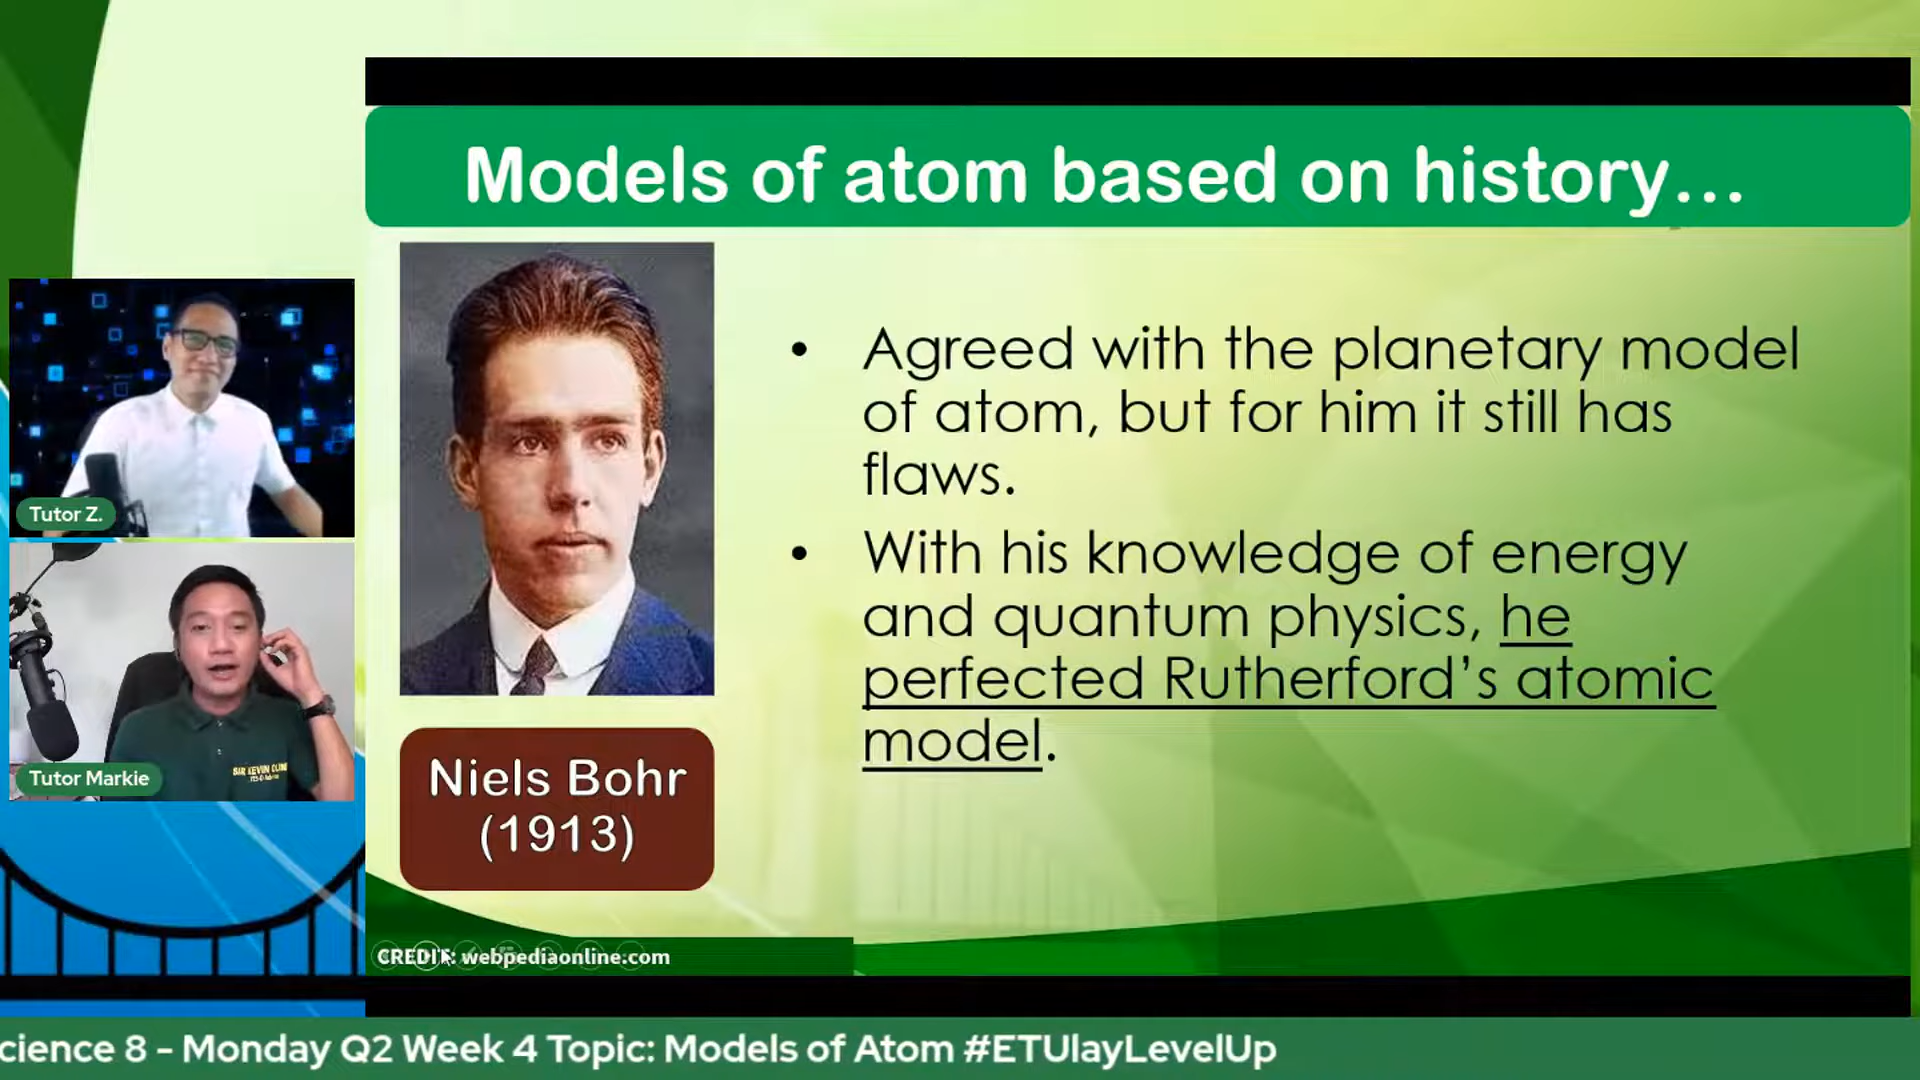 Models of atom based on history...
• Agreed with the planetary model
of atom, but for him it still has
flaws.
• With his knowledge of energy
and quantum physics, he
perfected Rutherford's atomic
model.
Niels Bohr
(1913)
Tutor Z.
SIR KEVIN
Tutor Markie
CREDIT: webpediaonline.com
cience 8 - Monday Q2 Week 4 Topic: Models of Atom #ETUlayLevelUp